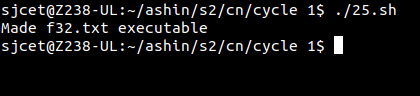 sjcet@Z238-UL:~/ashin/s2/cn/cycle 1$ ./25.sh
Made f32.txt executable
sjcet@Z238-UL:~/ashin/s2/cn/cycle 1$